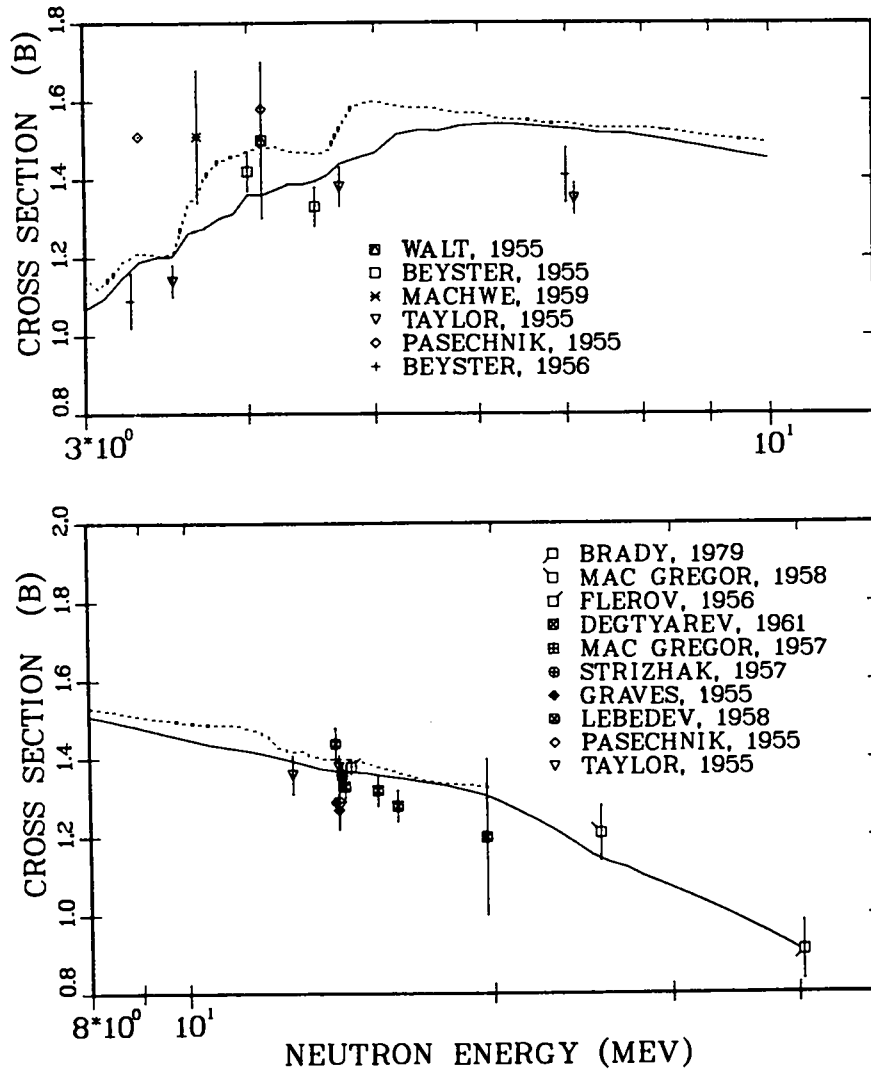 CROSS SECTION (B)
1.8
1.6
1.4
1.2
1.0
0.8
WALT, 1955
BEYSTER, 1955
MACHWE, 1959
TAYLOR, 1955
PASECHNIK, 1955
BEYSTER, 1956
3*10⁰
10¹
CROSS SECTION (B)
2.0
1.8
1.6
1.4
1.2
1.0
0.8
BRADY, 1979
MAC GREGOR, 1958
FLEROV, 1956
DEGTYAREV, 1961
MAC GREGOR, 1957
STRIZHAK, 1957
GRAVES, 1955
LEBEDEV, 1958
PASECHNIK, 1955
TAYLOR, 1955
8*10⁰
10¹
NEUTRON ENERGY (MEV)